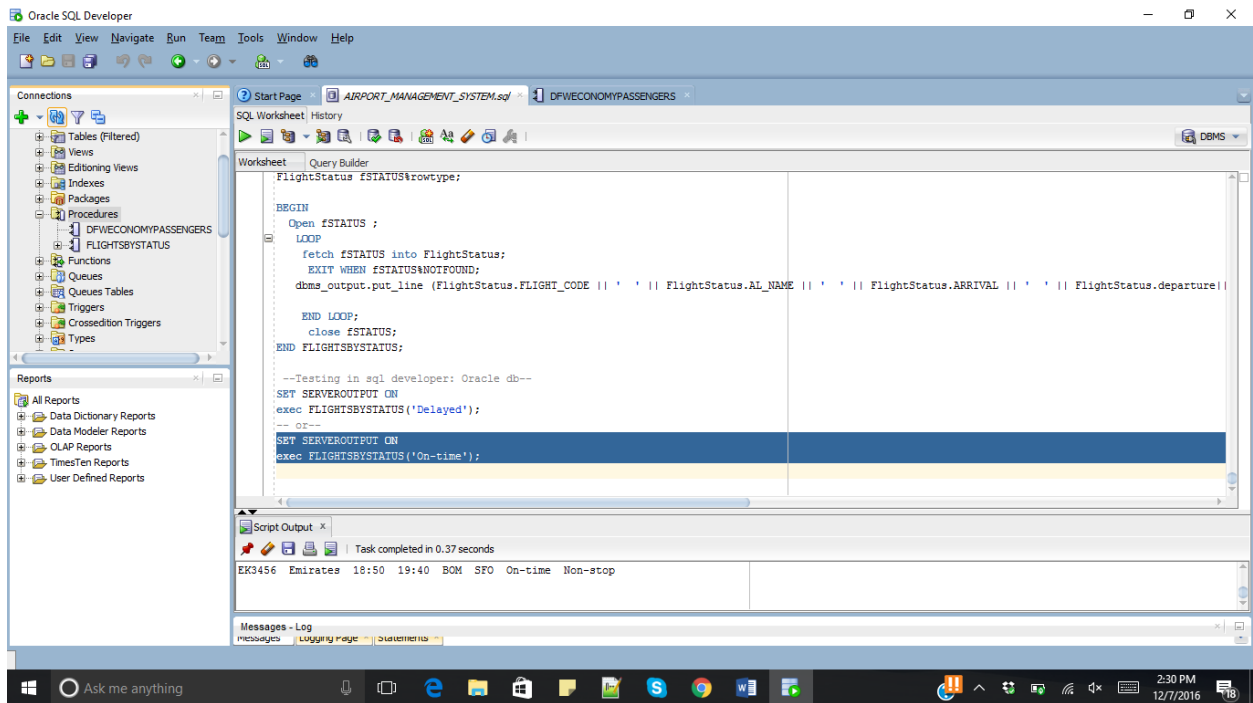 Oracle SQL Developer
File Edit View Navigate Run Team Tools Window Help
Connections
Tables (Filtered)
Views
Editioning Views
Indexes
Packages
Procedures
DFWECONOMYPASSENGERS
FLIGHTSBYSTATUS
Functions
Queues
Queues Tables
Triggers
Crossedition Triggers
Types
Reports
All Reports
Data Dictionary Reports
Data Modeler Reports
OLAP Reports
TimesTen Reports
User Defined Reports
Start Page AIRPORT_MANAGEMENT_SYSTEM.sql DFWECONOMYPASSENGERS
SQL Worksheet History
DBMS
Worksheet Query Builder
FlightStatus fSTATUS%rowtype;
BEGIN
Open fSTATUS ;
LOOP
fetch fSTATUS into FlightStatus;
EXIT WHEN fSTATUS%NOTFOUND;
dbms_output.put_line (FlightStatus.FLIGHT_CODE || '  ' || FlightStatus.AL_NAME || '  ' || FlightStatus.ARRIVAL || '  ' || FlightStatus.departure||
END LOOP;
close fSTATUS;
END FLIGHTSBYSTATUS;
--Testing in sql developer: Oracle db--
SET SERVEROUTPUT ON
exec FLIGHTSBYSTATUS('Delayed');
-- or--
SET SERVEROUTPUT ON
exec FLIGHTSBYSTATUS('On-time');
Script Output
Task completed in 0.37 seconds
EK3456 Emirates 18:50 19:40 BOM SFO On-time Non-stop
Messages - Log
Messages Logging Page Statements
Ask me anything
2:30 PM
12/7/2016
18